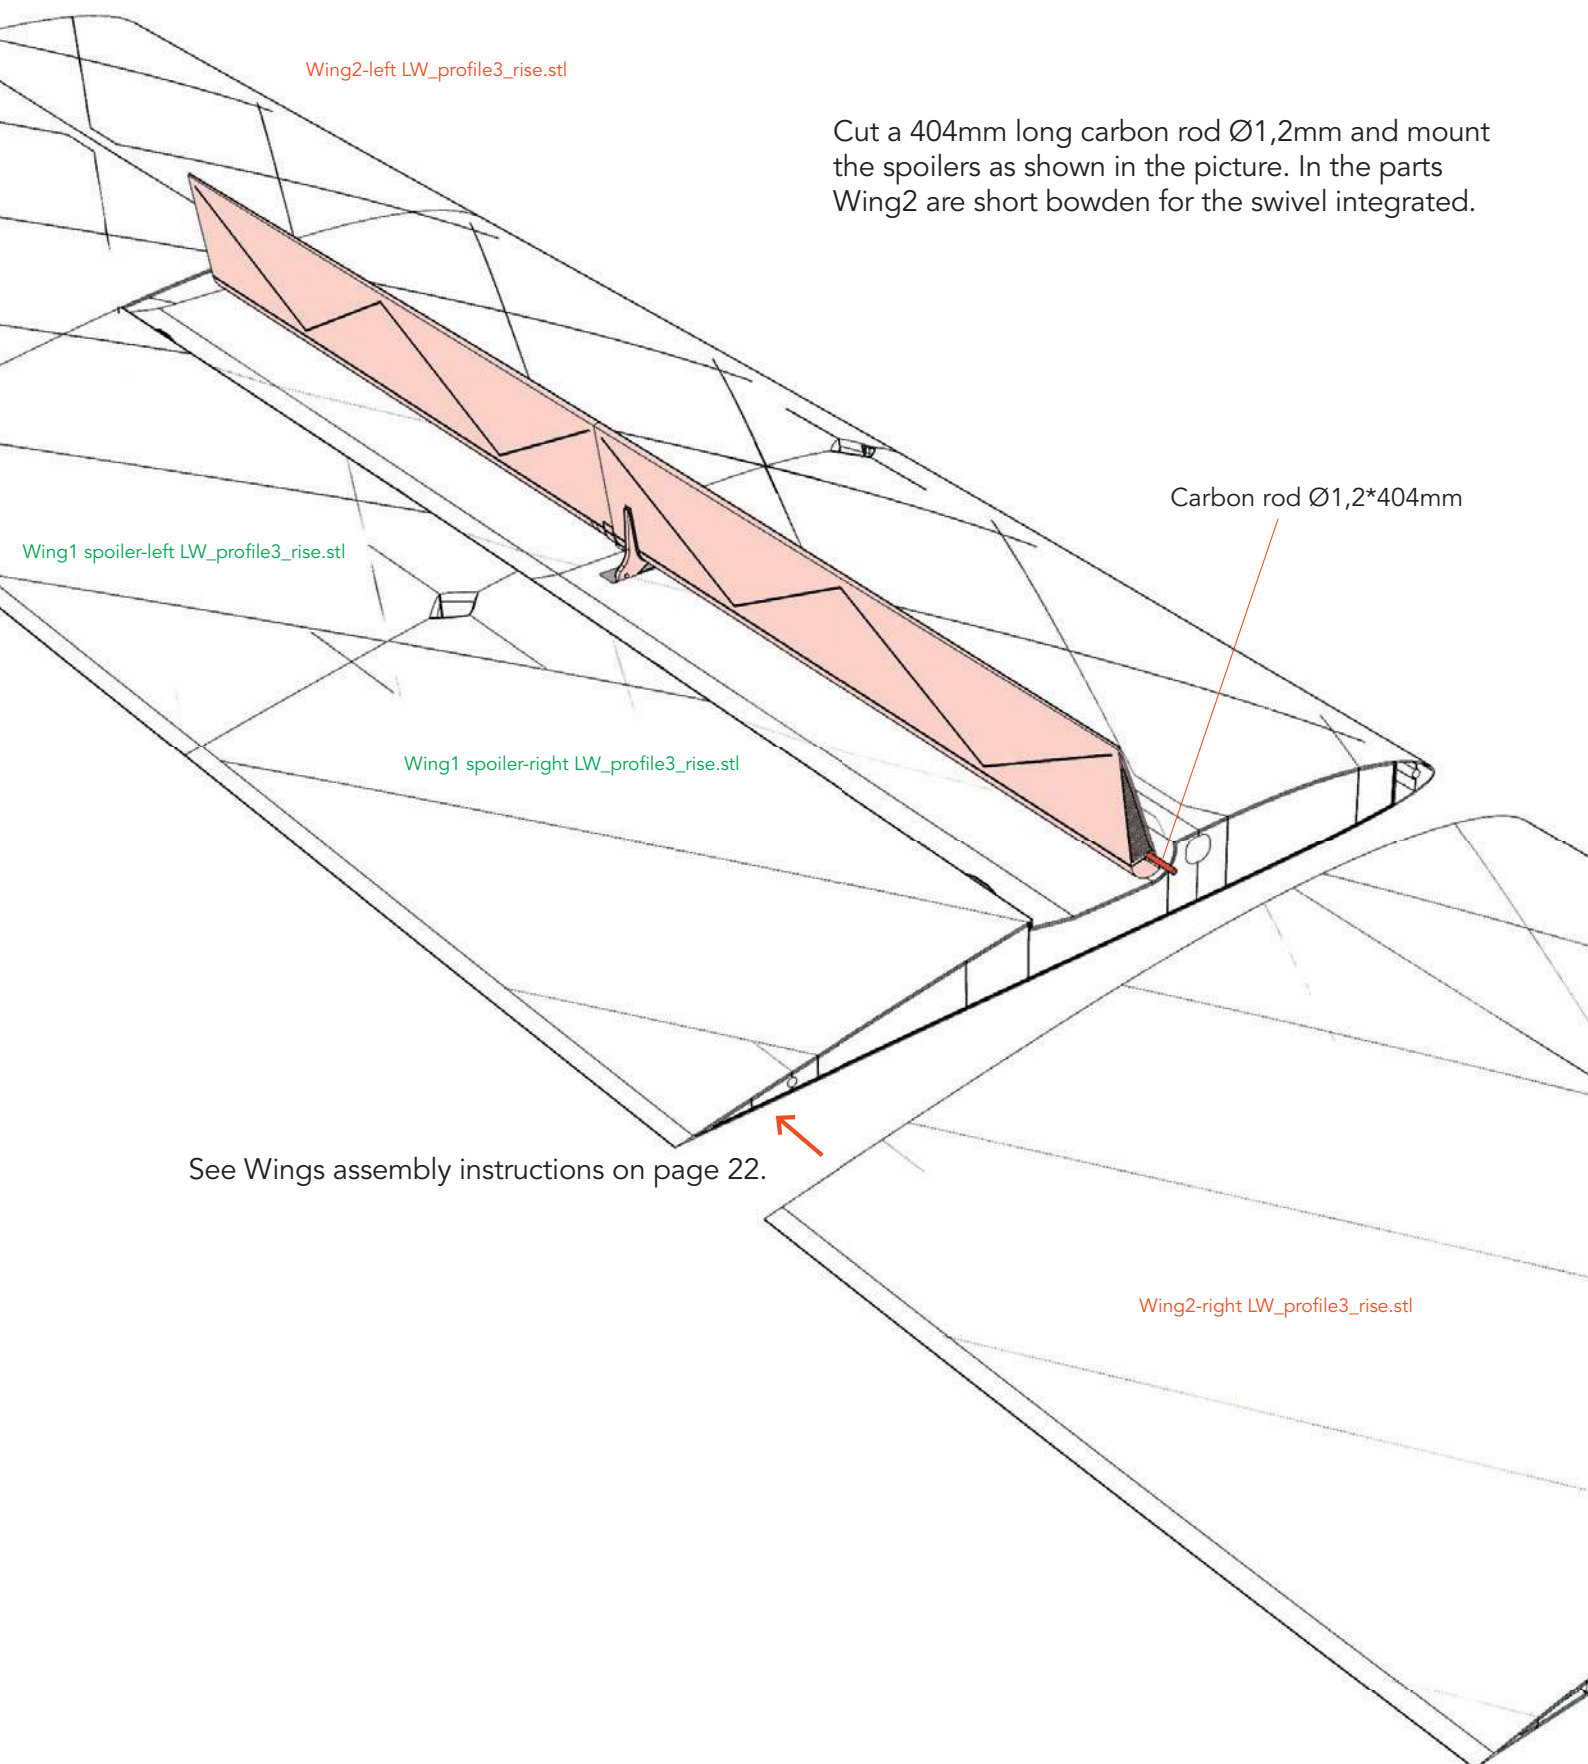 Wing2-left LW_profile3_rise.stl
Cut a 404mm long carbon rod Ø1,2mm and mount
the spoilers as shown in the picture. In the parts
Wing2 are short bowden for the swivel integrated.
Carbon rod Ø1,2*404mm
Wing1 spoiler-left LW_profile3_rise.stl
Wing1 spoiler-right LW_profile3_rise.stl
See Wings assembly instructions on page 22.
Wing2-right LW_profile3_rise.stl